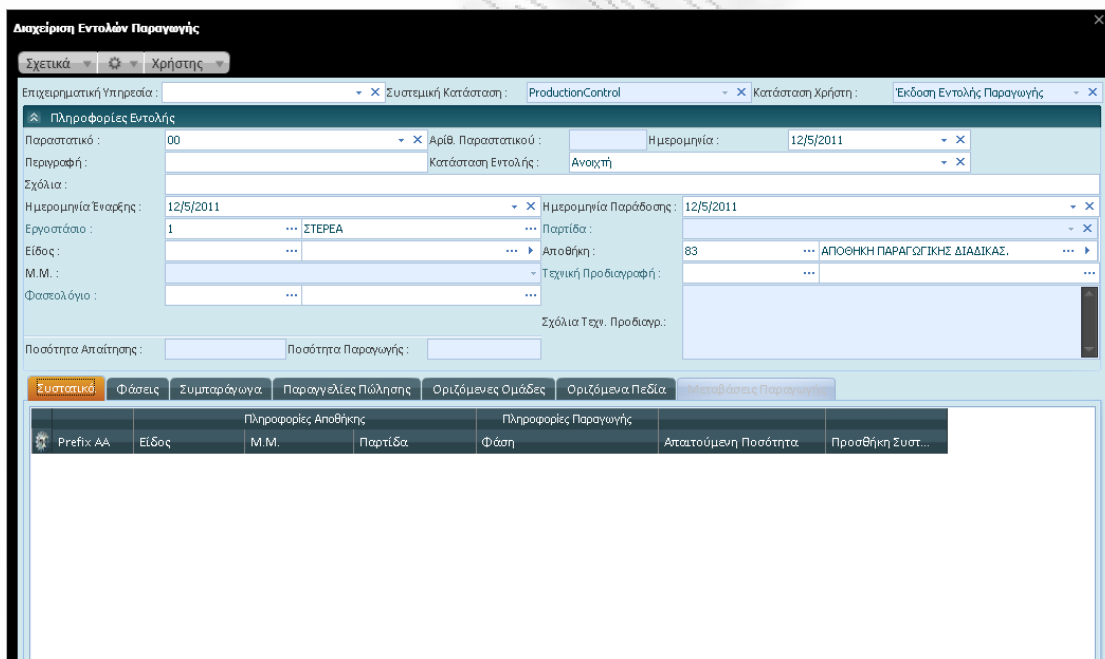 Διαχείριση Εντολών Παραγωγής
Σχετικά Χρήστης
Επιχειρηματική Υπηρεσία : Συστεμική Κατάσταση : ProductionControl Κατάσταση Χρήστη : Έκδοση Εντολής Παραγωγής
Πληροφορίες Εντολής
Παραστατικό : 00 Αρίθ. Παραστατικού : Ημερομηνία : 12/5/2011
Περιγραφή : Κατάσταση Εντολής : Ανοιχτή
Σχόλια :
Ημερομηνία Έναρξης : 12/5/2011 Ημερομηνία Παράδοσης : 12/5/2011
Εργοστάσιο : 1 ΣΤΕΡΕΑ Παρτίδα :
Είδος : Αποθήκη : 83 ΑΠΟΘΗΚΗ ΠΑΡΑΓΩΓΙΚΗΣ ΔΙΑΔΙΚΑΣ.
Μ.Μ. : Τεχνική Προδιαγραφή :
Φασεολόγιο :
Σχόλια Τεχν. Προδιαγρ.:
Ποσότητα Απαίτησης : Ποσότητα Παραγωγής :
Συστατικά Φάσεις Συμπαράγωγα Παραγγελίες Πώλησης Οριζόμενες Ομάδες Οριζόμενα Πεδία Μεταβάσεις Παραγωγής
Πληροφορίες Αποθήκης Πληροφορίες Παραγωγής
Prefix AA Είδος Μ.Μ. Παρτίδα Φάση Απαιτούμενη Ποσότητα Προσθήκη Συστ...